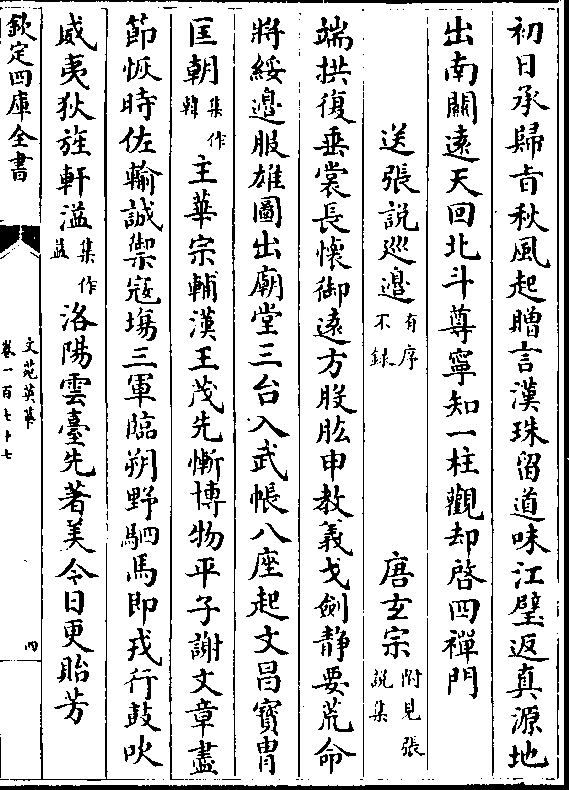 初日承歸㫖秋風起贈言漢珠留道味江璧返真源地
出南關逺天回北斗尊寧知一柱觀却啓四禪門
送張説廵邉有序不録 唐玄宗附見張説集
端拱復垂裳長懷御逺方股肱申教義戈劍靜要荒命
將綏邉服雄圖出廟堂三台入武帳八座起文昌寳胄
匡朝集作韓主華宗輔漢王茂先慚博物平子謝文章盡
節恢時佐輸誠禦寇場三軍臨朔野駟馬即戎行鼓吹
威夷狄旌軒溢集作益洛陽雲臺先著美今日更貽芳
欽定四庫全書
文苑英華
卷一百七十七
四